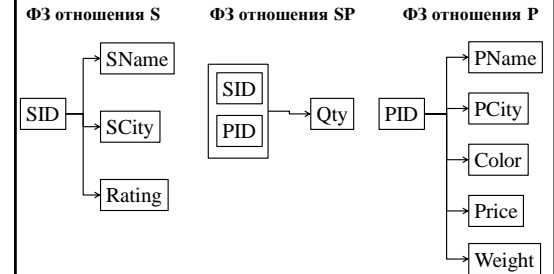 ФЗ отношения S
ФЗ отношения SP
ФЗ отношения P
SID
SName
SCity
Rating
SID
PID
Qty
PID
PName
PCity
Color
Price
Weight